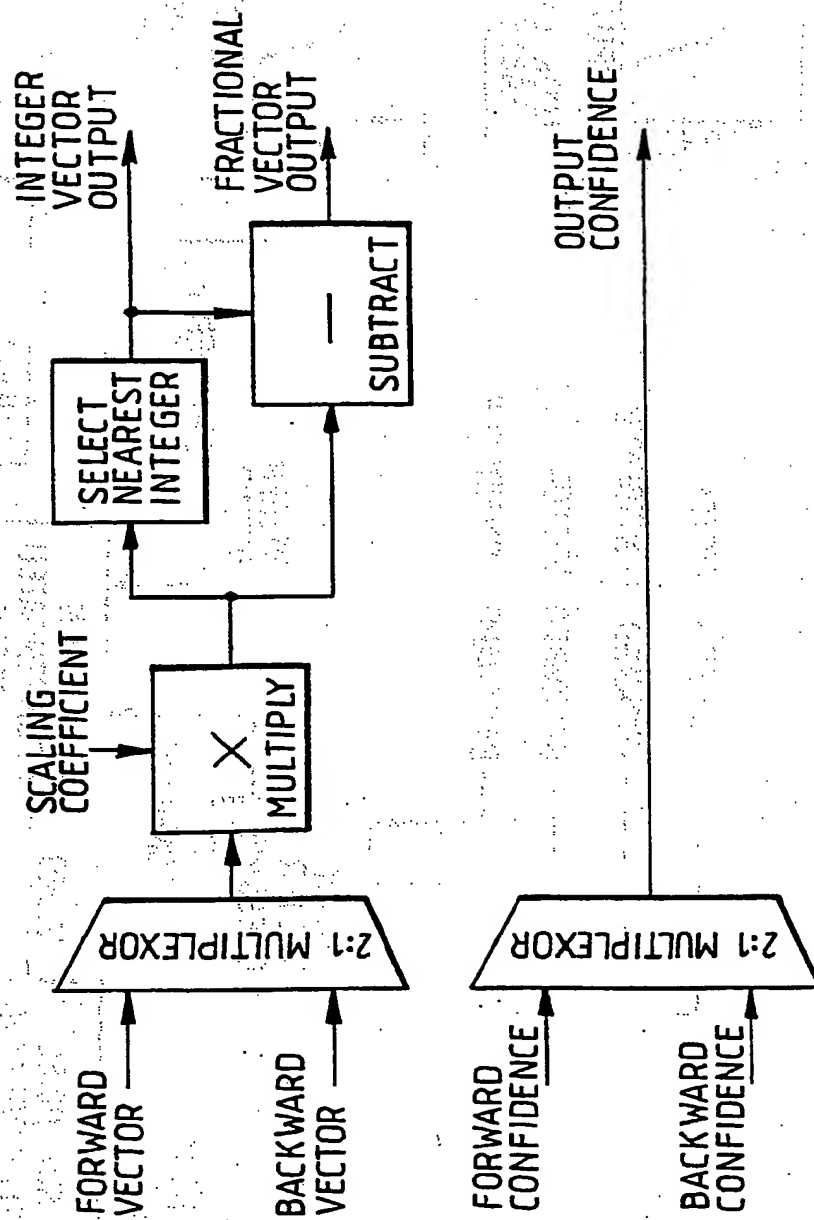 FORWARD
VECTOR
BACKWARD
VECTOR
2:1 MULTIPLEXOR
SCALING
COEFFICIENT
X
MULTIPLY
SELECT
NEAREST
INTEGER
—
SUBTRACT
INTEGER
VECTOR
OUTPUT
FRACTIONAL
VECTOR
OUTPUT
FORWARD
CONFIDENCE
BACKWARD
CONFIDENCE
2:1 MULTIPLEXOR
OUTPUT
CONFIDENCE